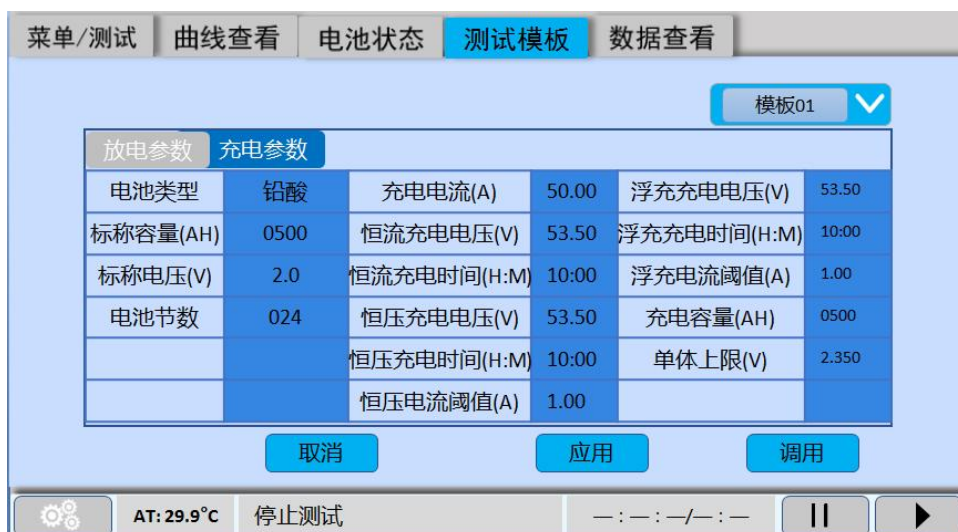 菜单/测试 曲线查看 电池状态 测试模板 数据查看
模板01
放电参数 充电参数
电池类型 铅酸 充电电流(A) 50.00 浮充充电电压(V) 53.50
标称容量(AH) 0500 恒流充电电压(V) 53.50 浮充充电时间(H:M) 10:00
标称电压(V) 2.0 恒流充电时间(H:M) 10:00 浮充电流阈值(A) 1.00
电池节数 024 恒压充电电压(V) 53.50 充电容量(AH) 0500
恒压充电时间(H:M) 10:00 单体上限(V) 2.350
恒压电流阈值(A) 1.00
取消 应用 调用
AT: 29.9°C 停止测试 —:—:—/—:—